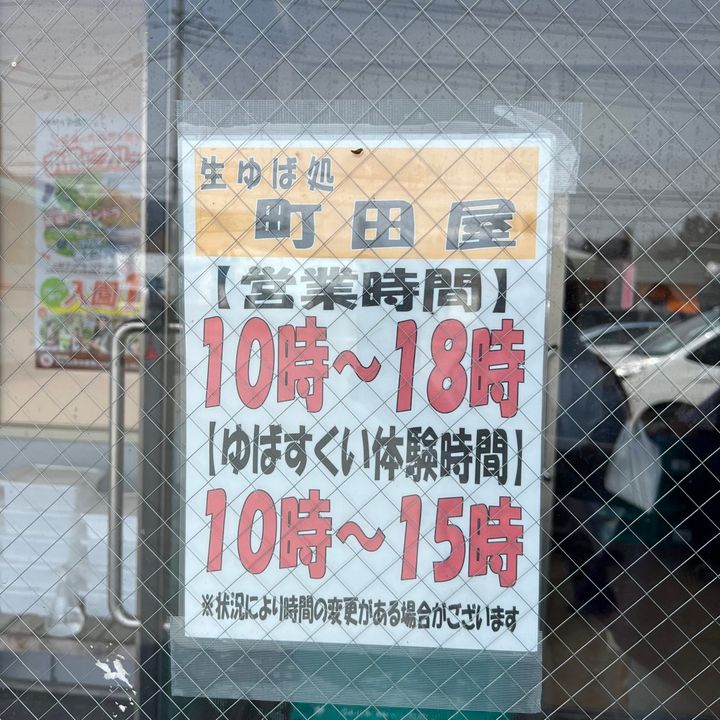 生ゆば処
町田屋
【営業時間】
10時～18時
【ゆばすくい体験時間】
10時～15時
※状況により時間の変更がある場合がございます
入園